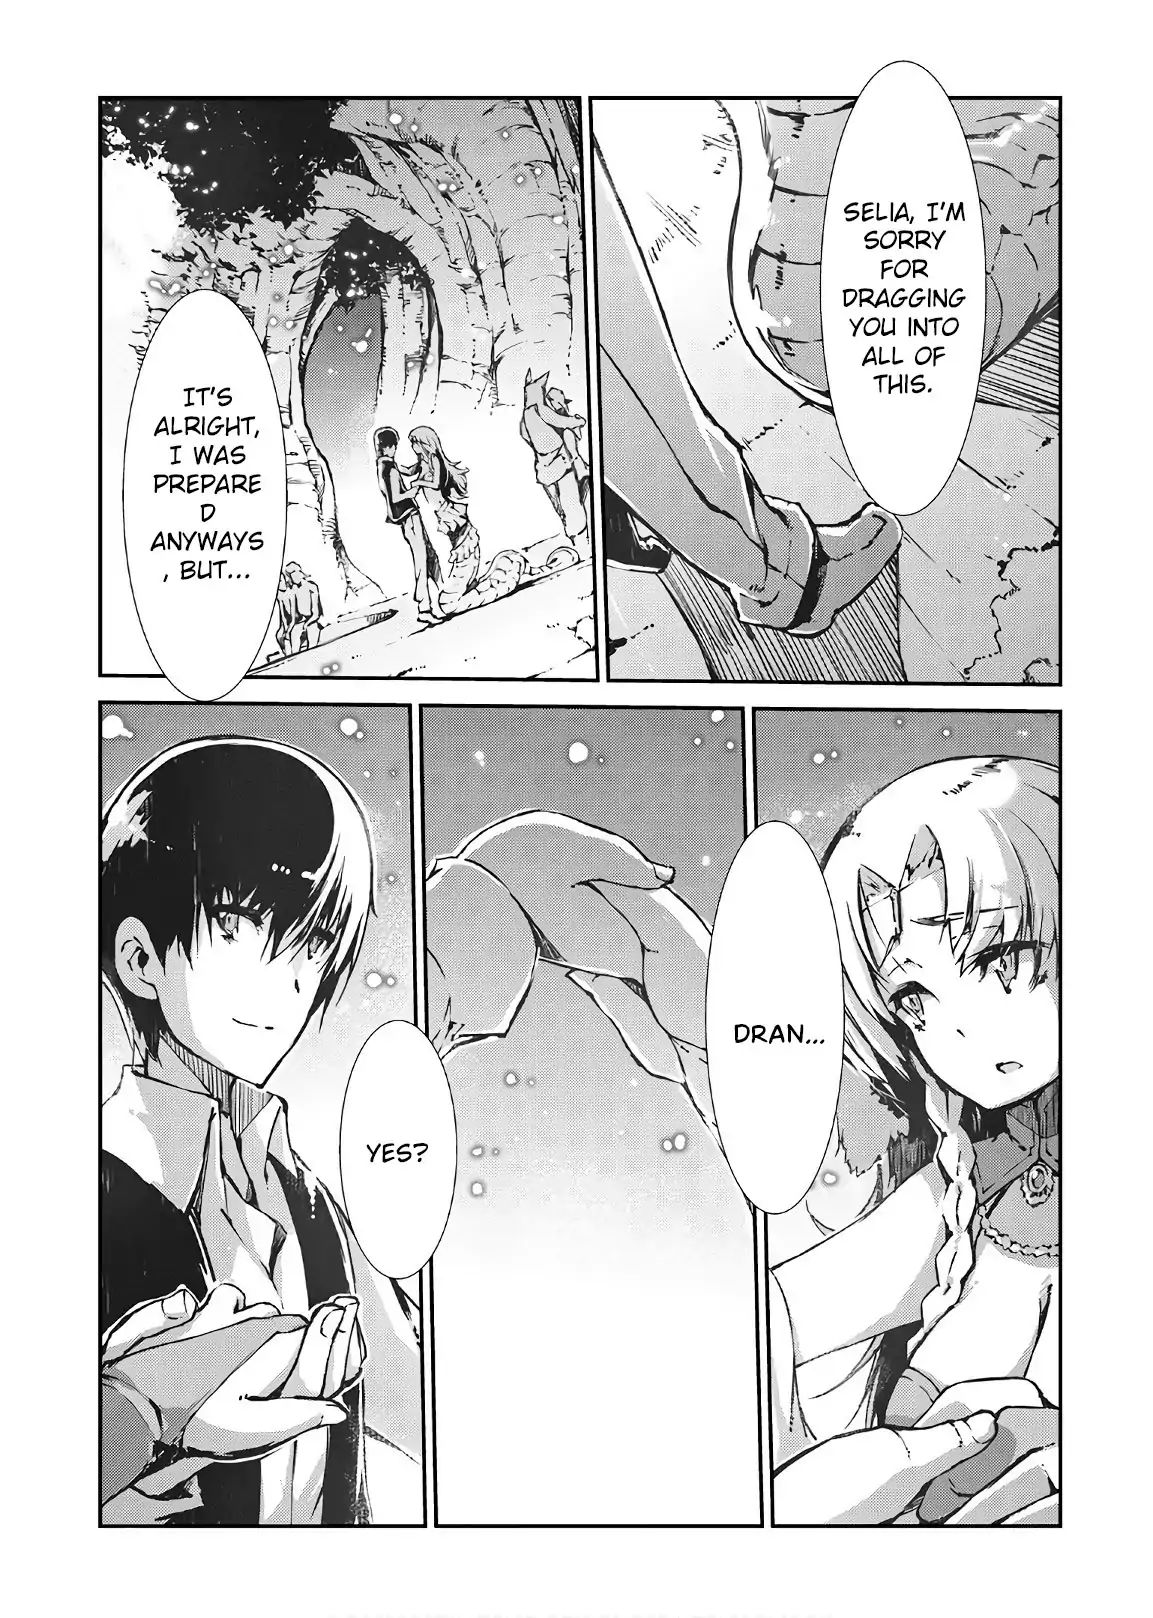 SELIA, I'M
SORRY
FOR
DRAGGING
YOU INTO
ALL OF
THIS.
IT'S
ALRIGHT,
I WAS
PREPARE
D
ANYWAYS
, BUT...
DRAN...
YES?